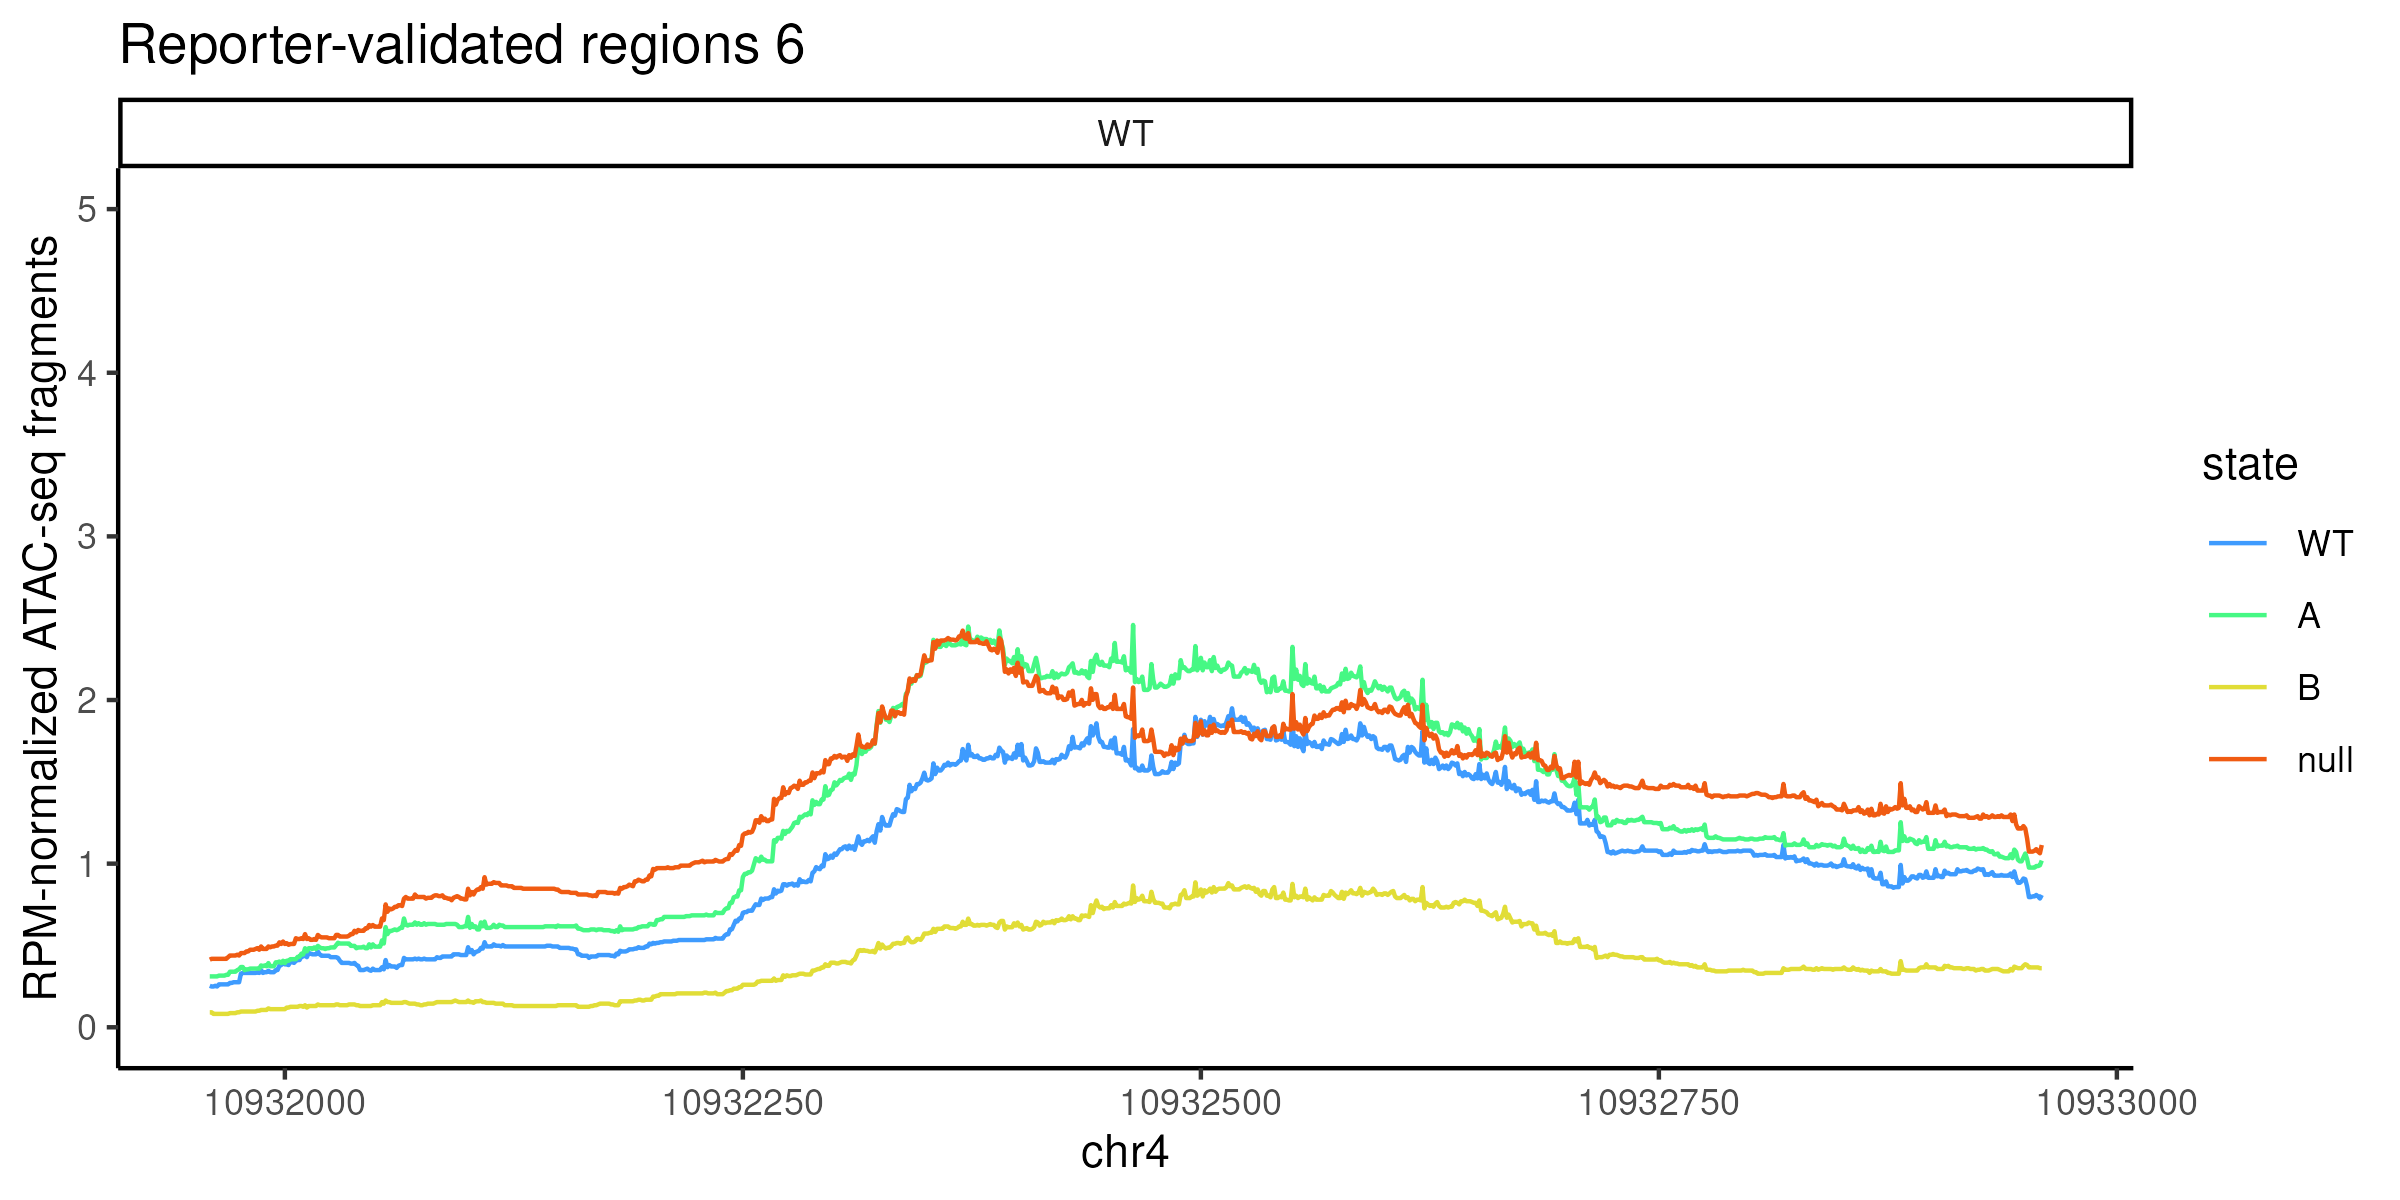 Reporter-validated regions 6
WT
RPM-normalized ATAC-seq fragments
5
4
3
2
1
0
10932000 10932250 10932500 10932750 10933000
chr4
state
WT
A
B
null